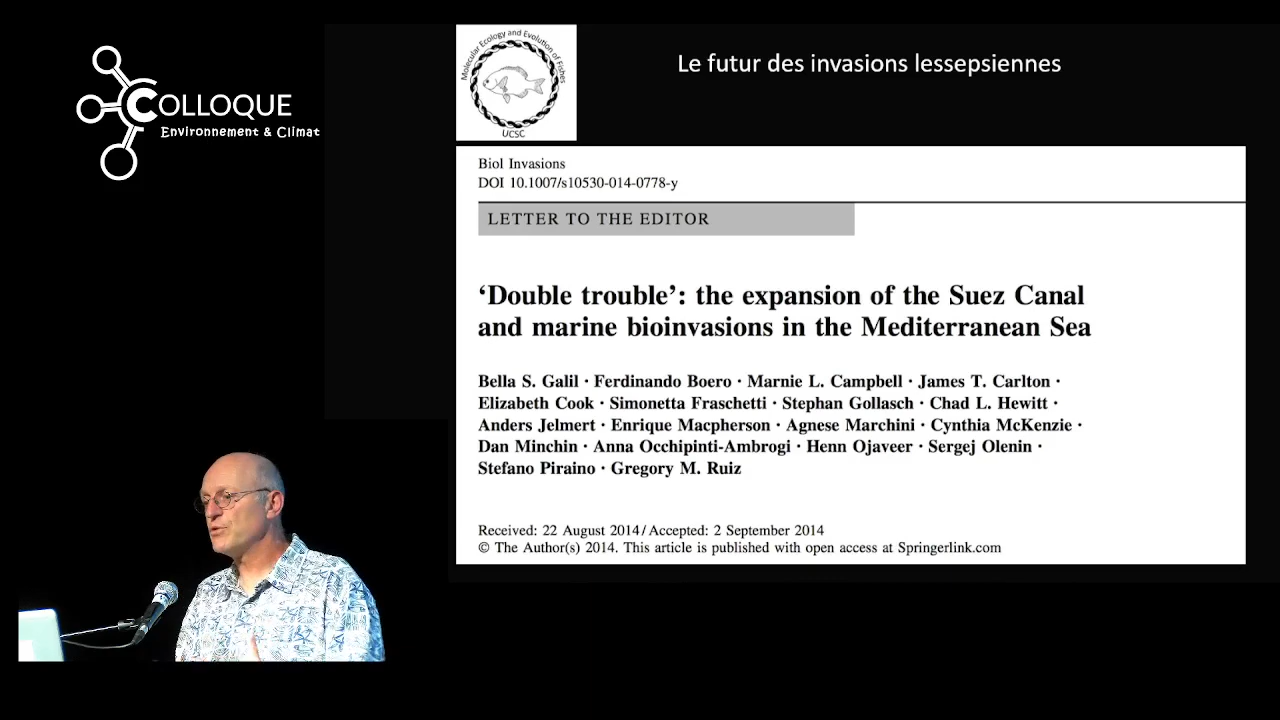 COLLOQUE
Environnement & Climat
Molecular Ecology and Evolution of Fishes
UCSC
Le futur des invasions lessepsiennes
Biol Invasions
DOI 10.1007/s10530-014-0778-y
LETTER TO THE EDITOR
‘Double trouble’: the expansion of the Suez Canal
and marine bioinvasions in the Mediterranean Sea
Bella S. Galil · Ferdinando Boero · Marnie L. Campbell · James T. Carlton ·
Elizabeth Cook · Simonetta Fraschetti · Stephan Gollasch · Chad L. Hewitt ·
Anders Jelmert · Enrique Macpherson · Agnese Marchini · Cynthia McKenzie ·
Dan Minchin · Anna Occhipinti-Ambrogi · Henn Ojaveer · Sergej Olenin ·
Stefano Piraino · Gregory M. Ruiz
Received: 22 August 2014 / Accepted: 2 September 2014
© The Author(s) 2014. This article is published with open access at Springerlink.com